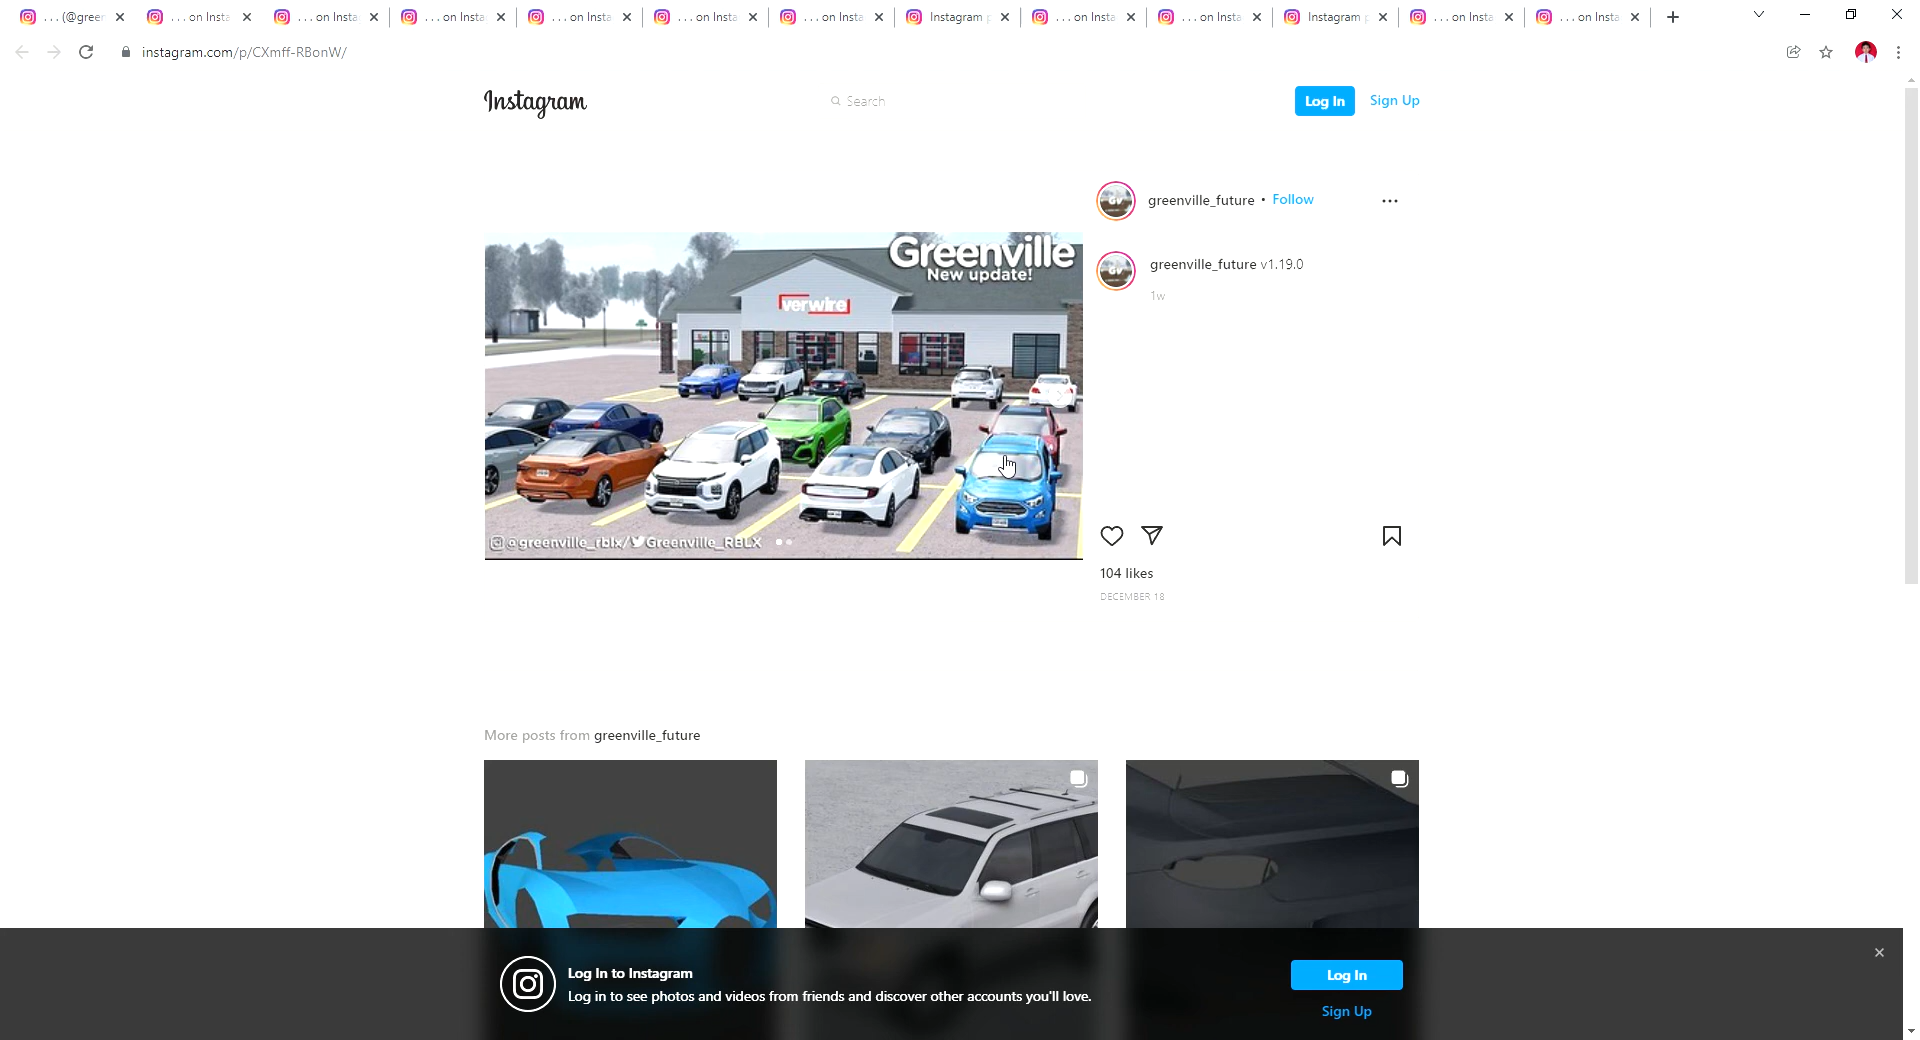 . . . (@green
. . . on Insta
. . . on Insta
. . . on Insta
. . . on Insta
. . . on Insta
. . . on Insta
Instagram p
. . . on Insta
. . . on Insta
Instagram p
. . . on Insta
. . . on Insta
instagram.com/p/CXmff-RBonW/
Instagram
Search
Log In
Sign Up
greenville_future • Follow
GV
Greenville
New update!
verwire
@greenville_rblx/Greenville_RBLX
GV
greenville_future v1.19.0
1w
104 likes
DECEMBER 18
More posts from greenville_future
Log In to Instagram
Log in to see photos and videos from friends and discover other accounts you'll love.
Log In
Sign Up